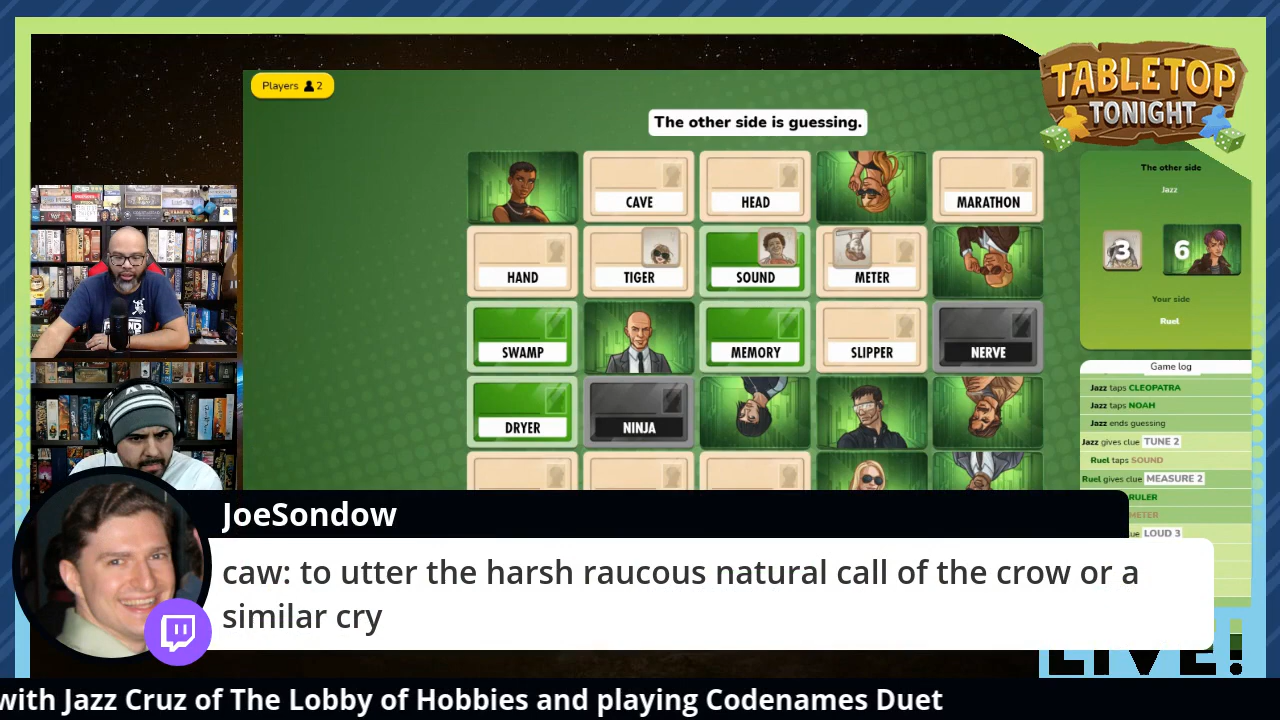 Players 2
The other side is guessing.
TABLETOP
TONIGHT
CAVE
HEAD
MARATHON
HAND
TIGER
SOUND
METER
SWAMP
MEMORY
SLIPPER
NERVE
DRYER
NINJA
The other side
Jazz
3
6
Your side
Ruel
Game log
Jazz taps CLEOPATRA
Jazz taps NOAH
Jazz ends guessing
Jazz gives clue TUNE 2
Ruel taps SOUND
Ruel gives clue MEASURE 2
RULER
METER
LOUD 3
JoeSondow
caw: to utter the harsh raucous natural call of the crow or a
similar cry
LIVE!
with Jazz Cruz of The Lobby of Hobbies and playing Codenames Duet